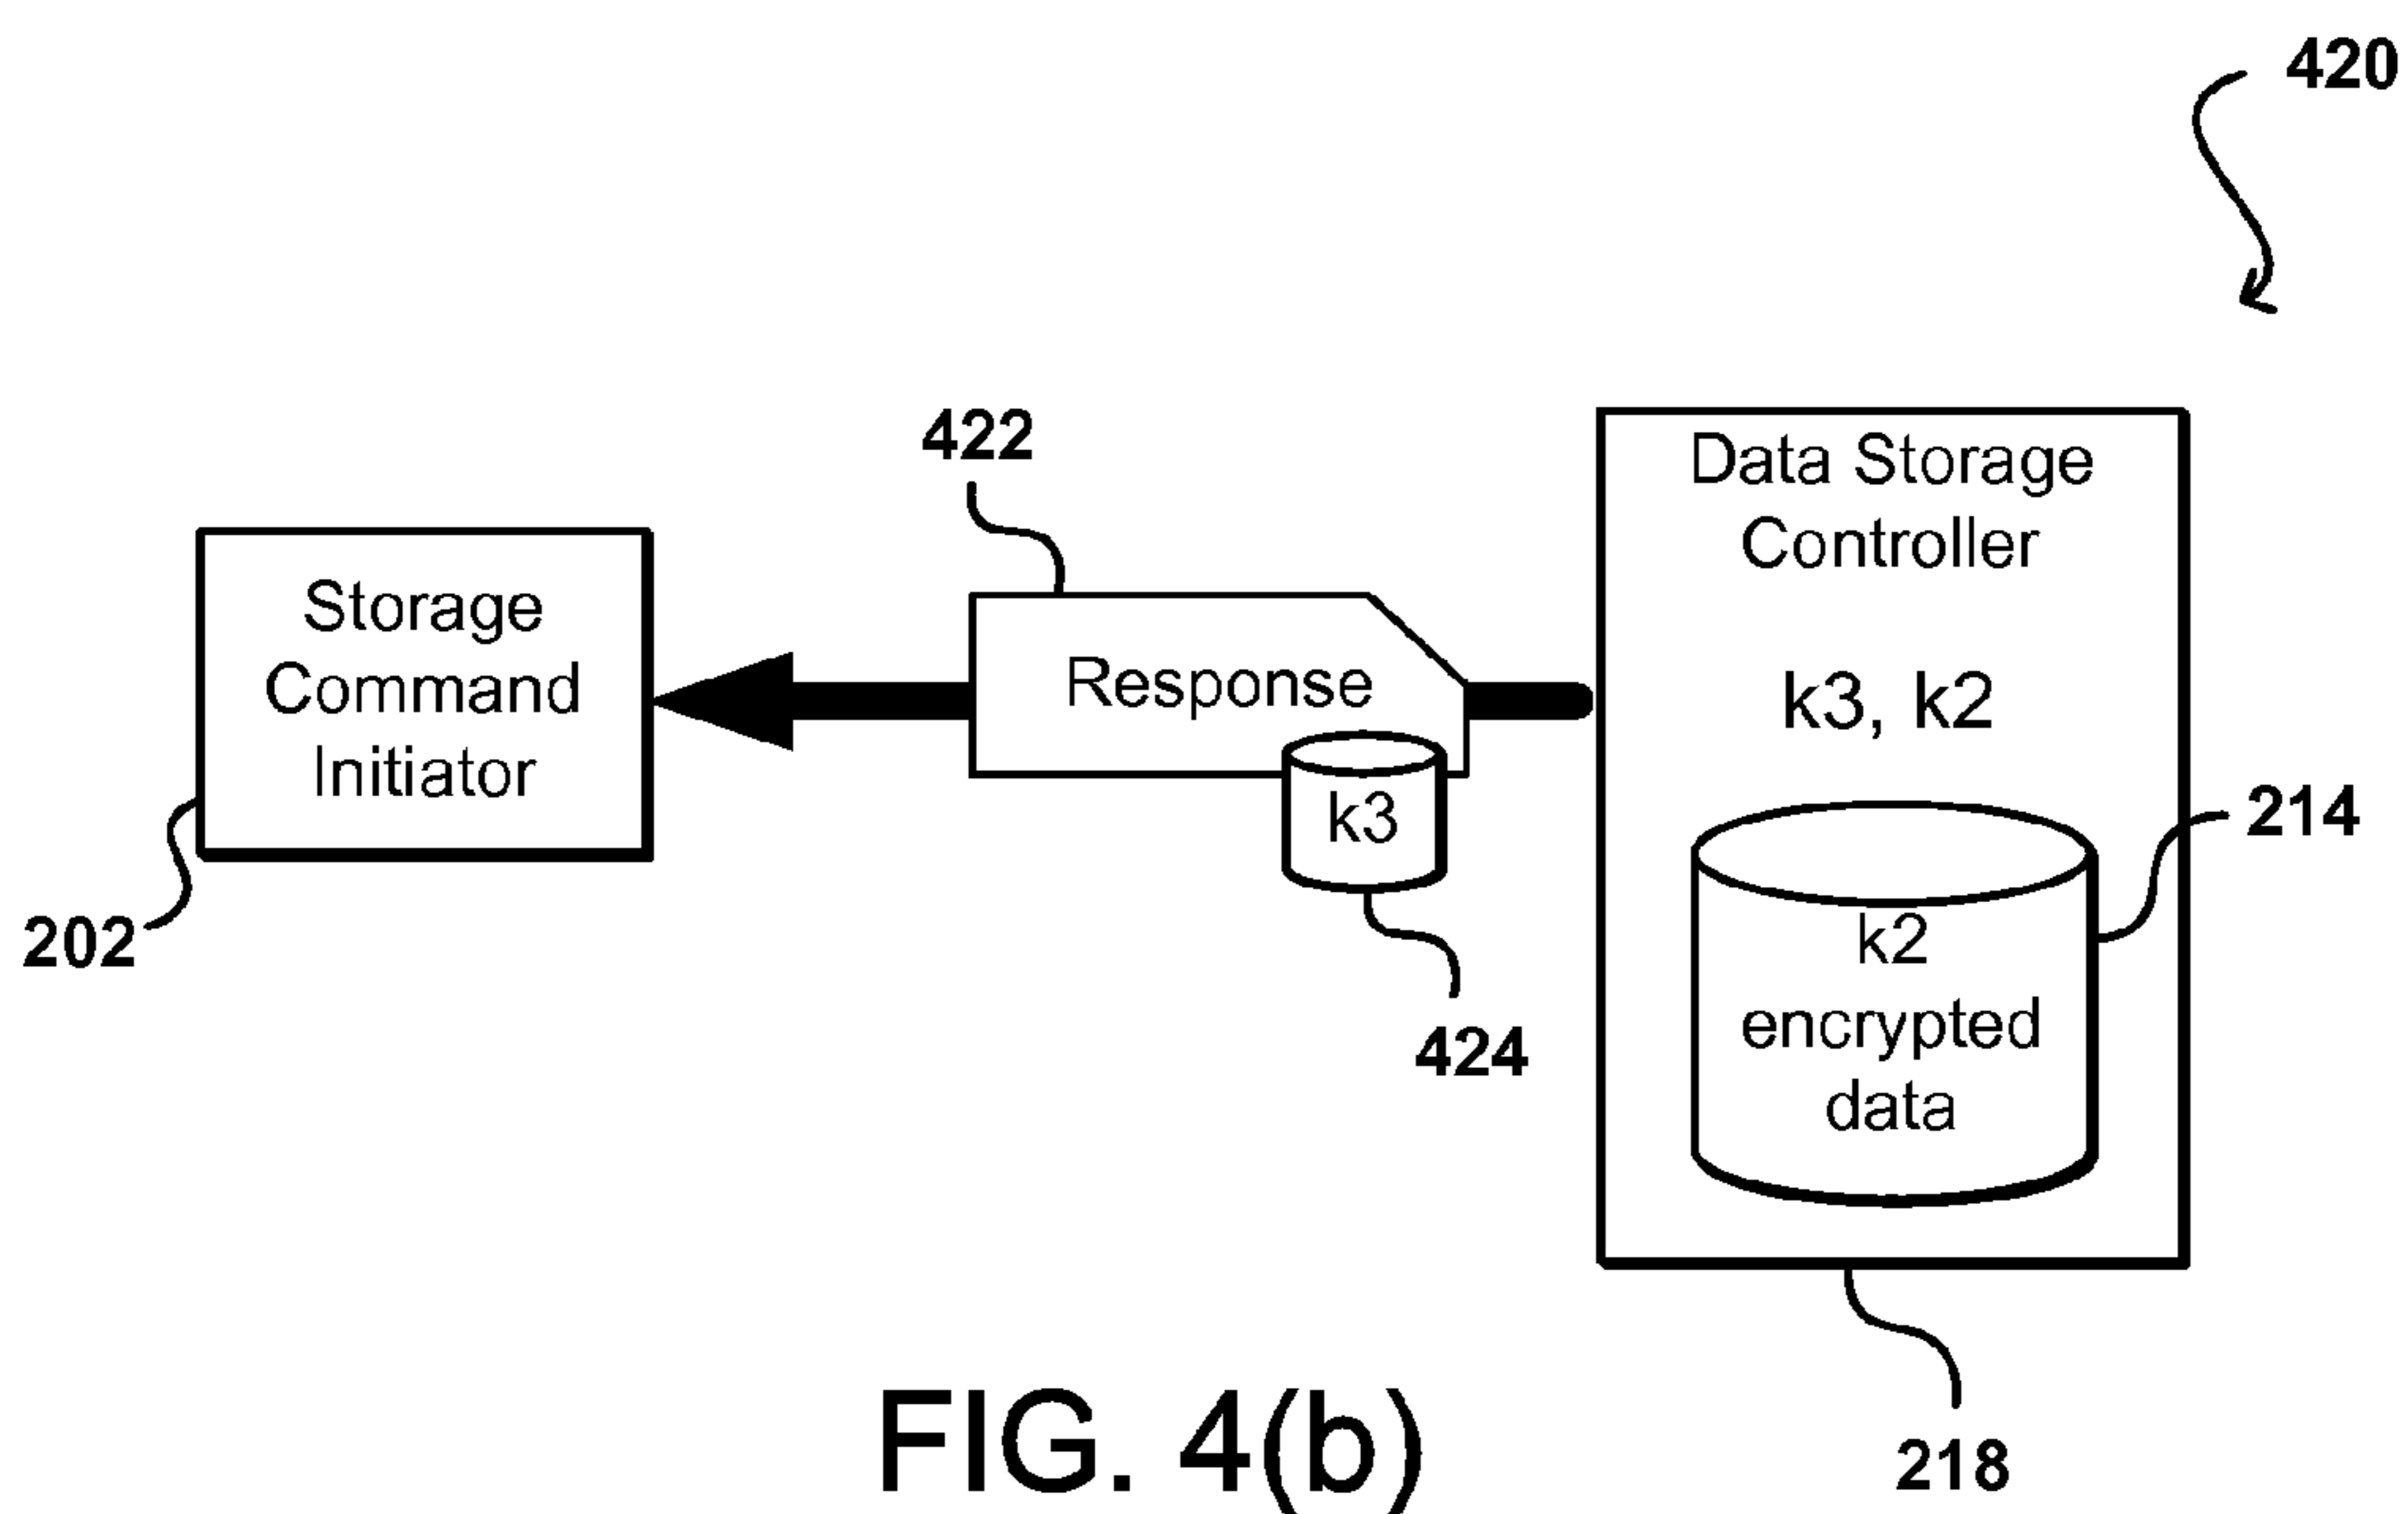 420
422
Data Storage
Controller
Storage
Command
Initiator
Response
k3, k2
k3
214
202
k2
encrypted
data
424
218
FIG. 4(b)